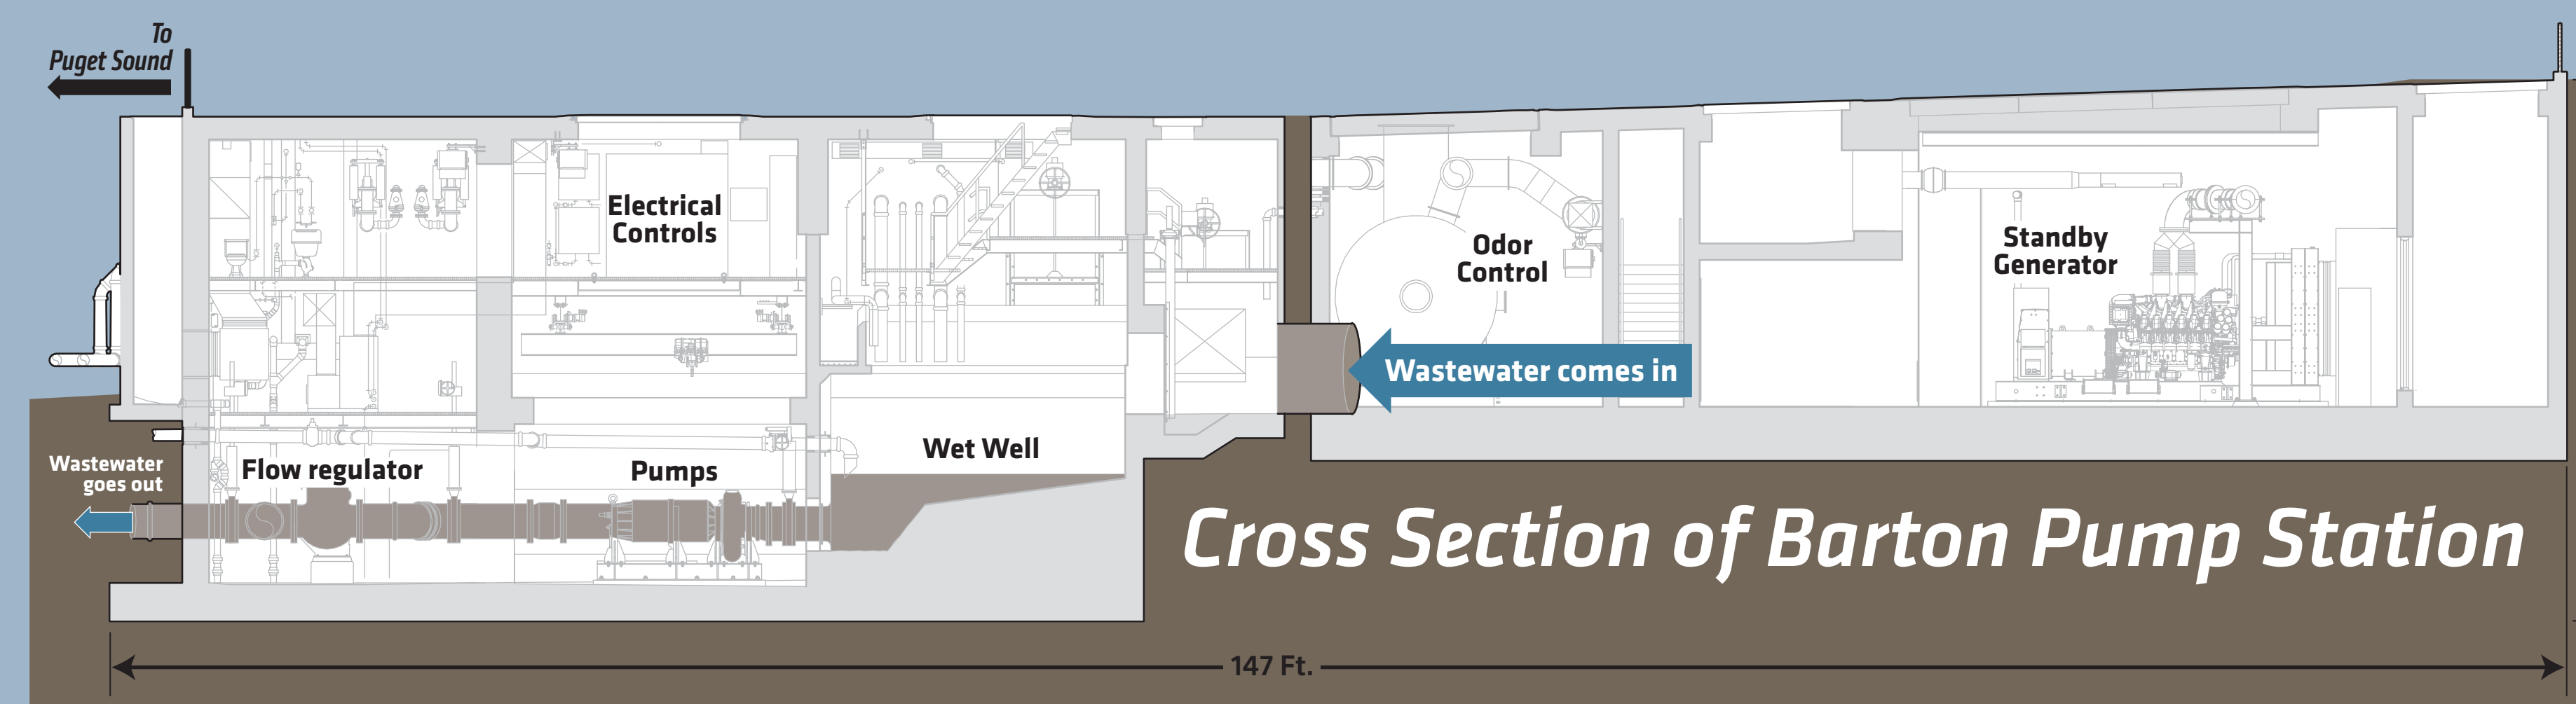 To
Puget Sound
Electrical
Controls
Odor
Control
Standby
Generator
Wastewater comes in
Wet Well
Wastewater
goes out
Flow regulator
Pumps
Cross Section of Barton Pump Station
147 Ft.